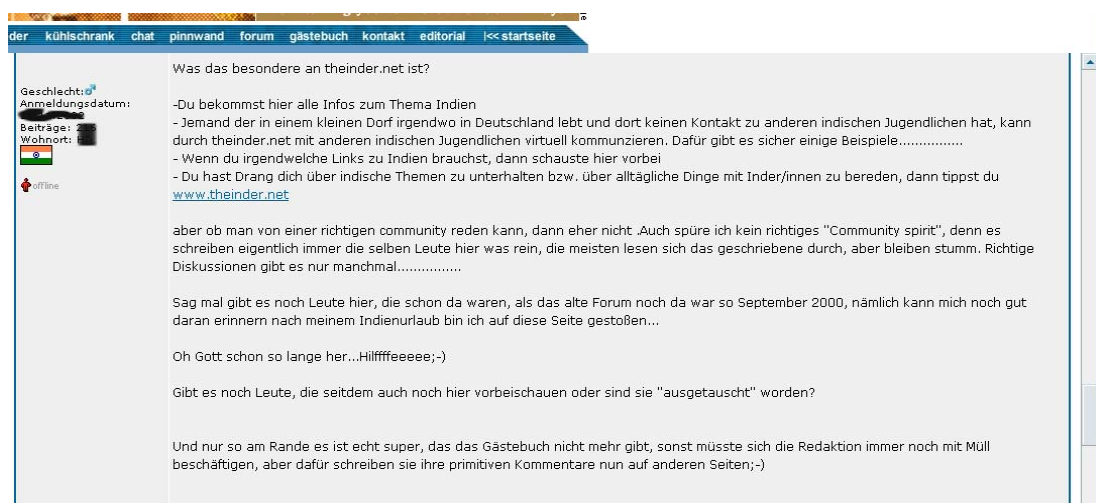 der kühlschrank chat pinnwand forum gästebuch kontakt editorial |<< startseite
Geschlecht:
Anmeldungsdatum:
Beiträge:
Wohnort:
offline
Was das besondere an theinder.net ist?
-Du bekommst hier alle Infos zum Thema Indien
- Jemand der in einem kleinen Dorf irgendwo in Deutschland lebt und dort keinen Kontakt zu anderen indischen Jugendlichen hat, kann
durch theinder.net mit anderen indischen Jugendlichen virtuell kommunzieren. Dafür gibt es sicher einige Beispiele................
- Wenn du irgendwelche Links zu Indien brauchst, dann schauste hier vorbei
- Du hast Drang dich über indische Themen zu unterhalten bzw. über alltägliche Dinge mit Inder/innen zu bereden, dann tippst du
www.theinder.net
aber ob man von einer richtigen community reden kann, dann eher nicht .Auch spüre ich kein richtiges "Community spirit", denn es
schreiben eigentlich immer die selben Leute hier was rein, die meisten lesen sich das geschriebene durch, aber bleiben stumm. Richtige
Diskussionen gibt es nur manchmal................
Sag mal gibt es noch Leute hier, die schon da waren, als das alte Forum noch da war so September 2000, nämlich kann mich noch gut
daran erinnern nach meinem Indienurlaub bin ich auf diese Seite gestoßen...
Oh Gott schon so lange her...Hilffffeeeee;-)
Gibt es noch Leute, die seitdem auch noch hier vorbeischauen oder sind sie "ausgetauscht" worden?
Und nur so am Rande es ist echt super, das das Gästebuch nicht mehr gibt, sonst müsste sich die Redaktion immer noch mit Müll
beschäftigen, aber dafür schreiben sie ihre primitiven Kommentare nun auf anderen Seiten;-)